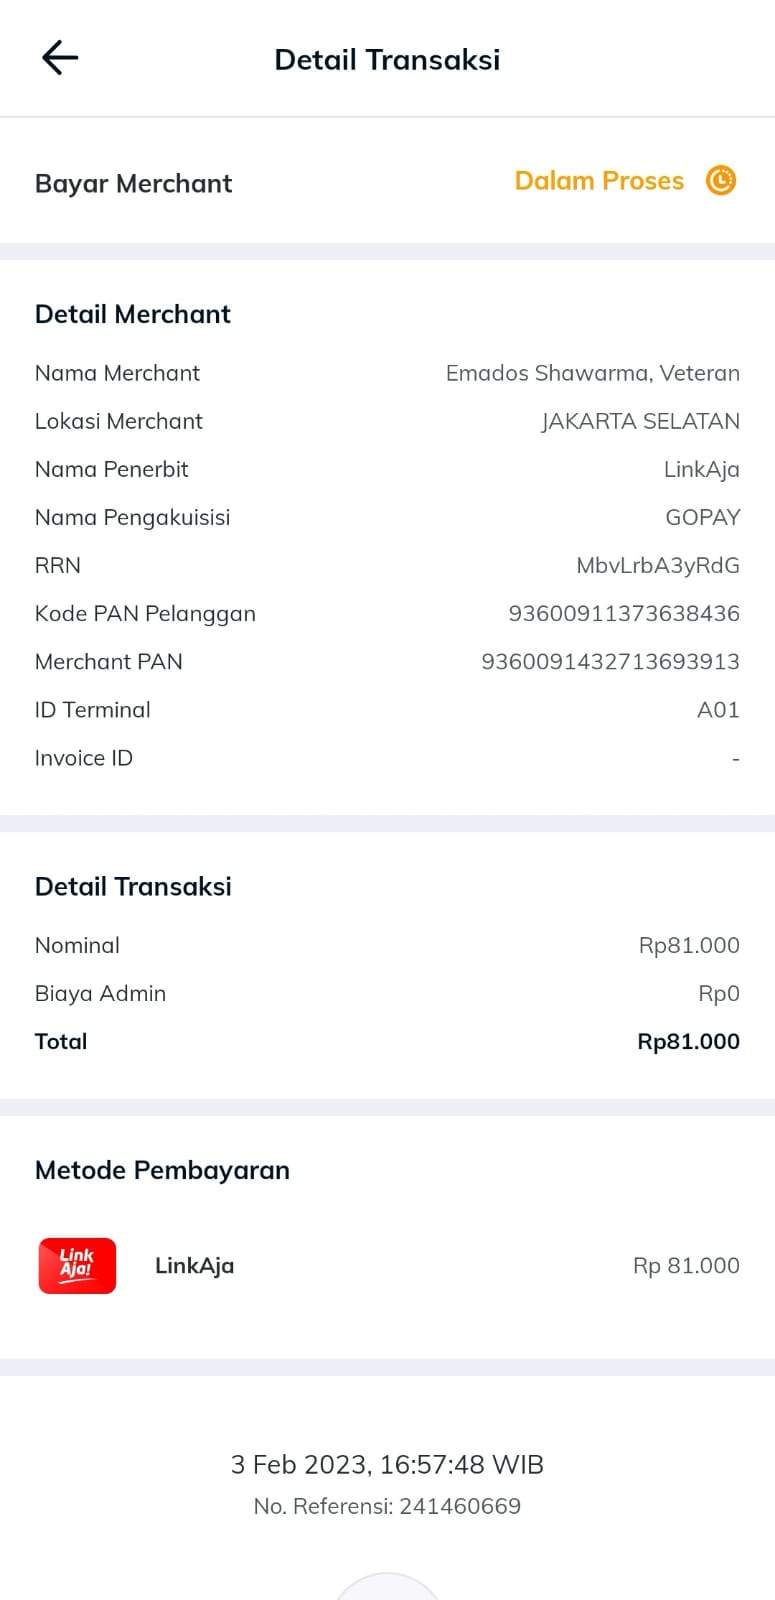 Detail Transaksi
Bayar Merchant Dalam Proses
Detail Merchant
Nama Merchant Emados Shawarma, Veteran
Lokasi Merchant JAKARTA SELATAN
Nama Penerbit LinkAja
Nama Pengakuisisi GOPAY
RRN MbvLrbA3yRdG
Kode PAN Pelanggan 93600911373638436
Merchant PAN 9360091432713693913
ID Terminal A01
Invoice ID -
Detail Transaksi
Nominal Rp81.000
Biaya Admin Rp0
Total Rp81.000
Metode Pembayaran
Link
Aja!
LinkAja Rp 81.000
3 Feb 2023, 16:57:48 WIB
No. Referensi: 241460669